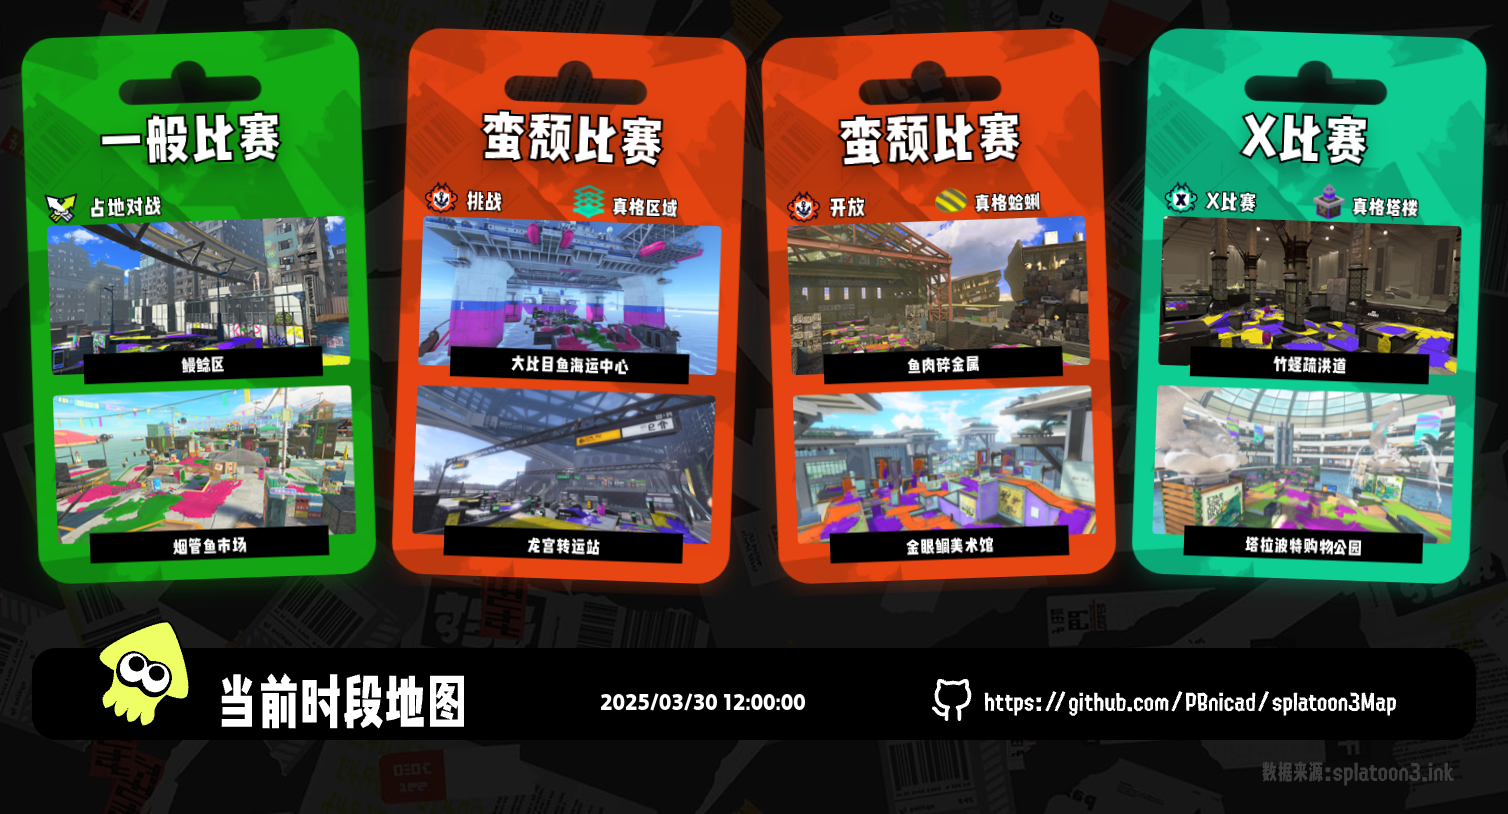 一般比赛
占地对战
鳗鲶区
烟管鱼市场
蛮颓比赛
挑战
真格区域
大比目鱼海运中心
龙宫转运站
蛮颓比赛
开放
真格蛤蜊
鱼肉碎金属
金眼鲷美术馆
X比赛
X比赛
真格塔楼
竹蛏疏洪道
塔拉波特购物公园
当前时段地图
2025/03/30 12:00:00
https://github.com/PBnicad/splatoon3Map
数据来源:splatoon3.ink